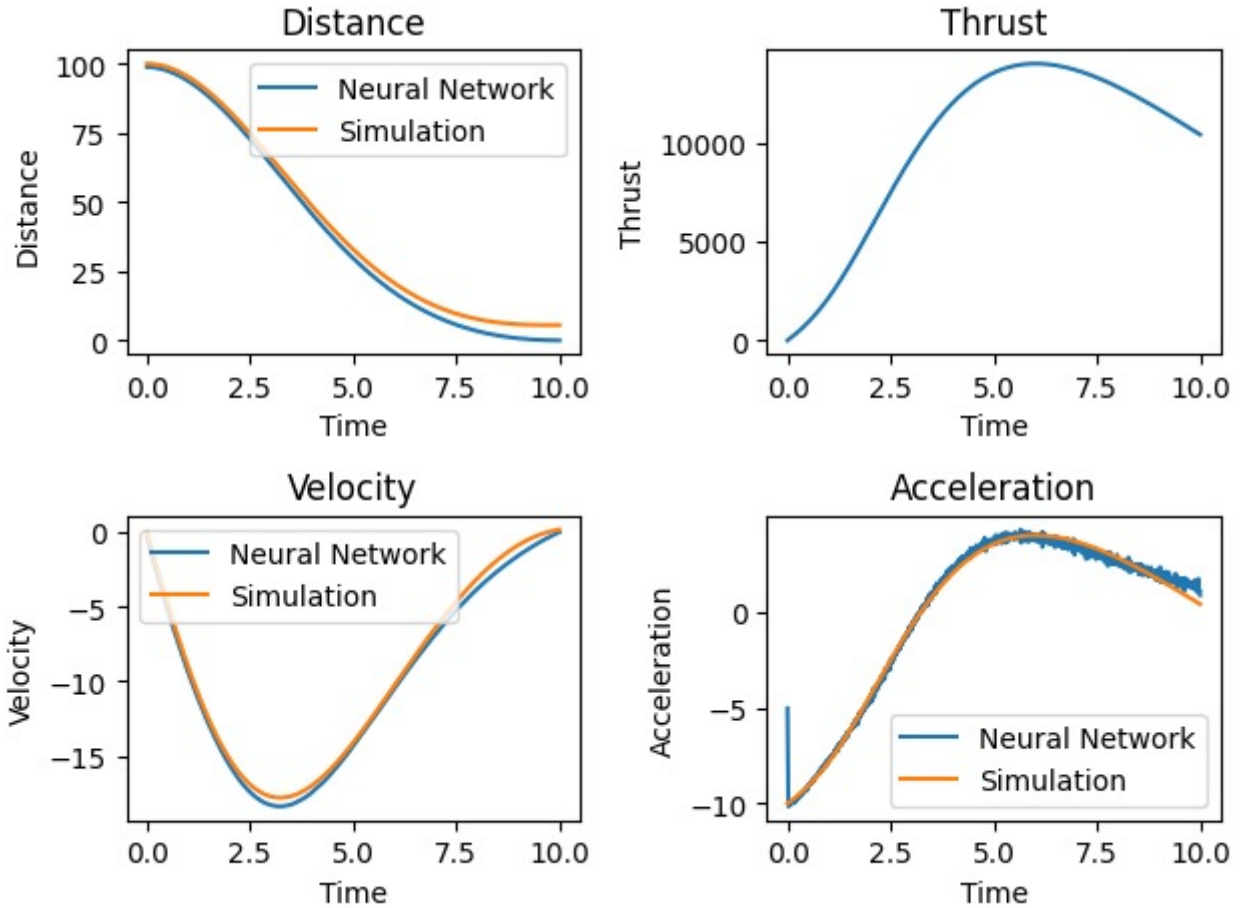 Distance
Distance
100
75
50
25
0
Neural Network
Simulation
0.0 2.5 5.0 7.5 10.0
Time
Thrust
Thrust
10000
5000
0
0.0 2.5 5.0 7.5 10.0
Time
Velocity
Velocity
0
−5
−10
−15
Neural Network
Simulation
0.0 2.5 5.0 7.5 10.0
Time
Acceleration
Acceleration
0
−5
−10
Neural Network
Simulation
0.0 2.5 5.0 7.5 10.0
Time